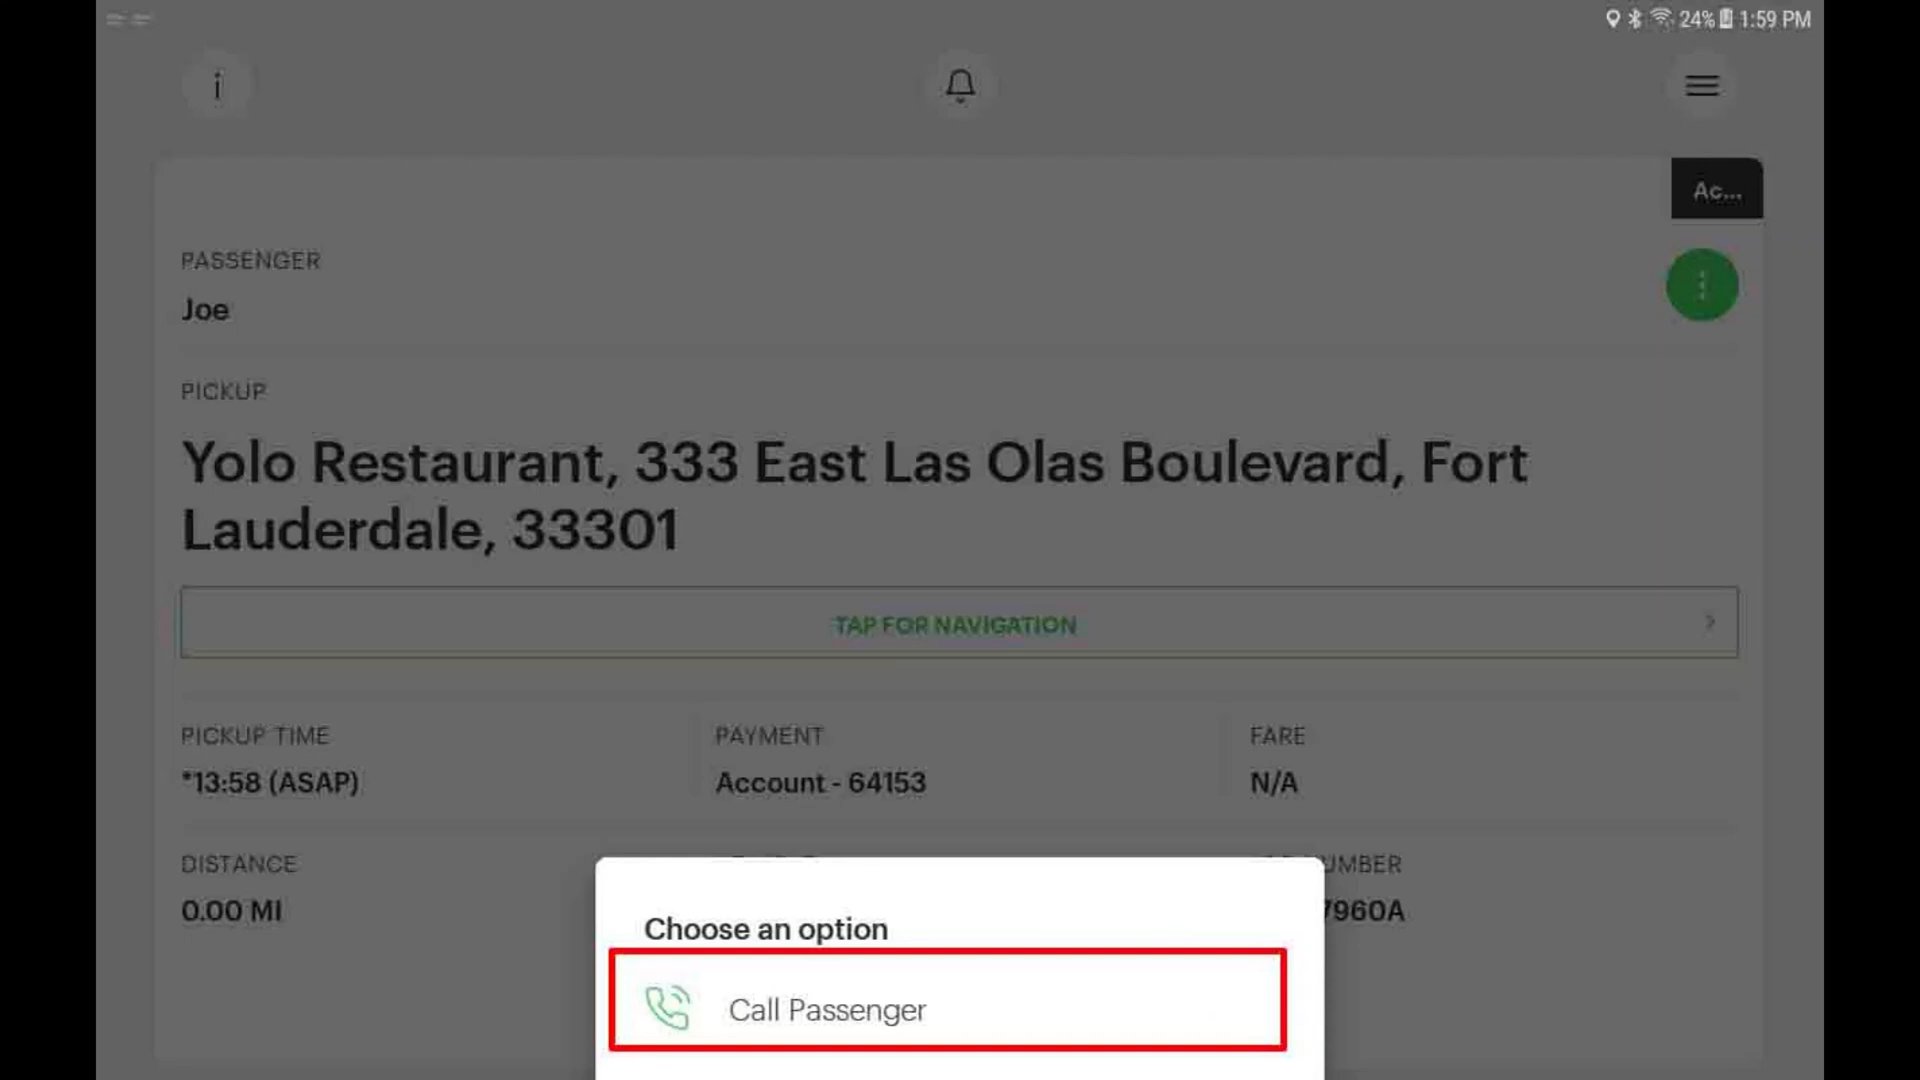 24% 1:59 PM
i
Ac...
PASSENGER
Joe
PICKUP
Yolo Restaurant, 333 East Las Olas Boulevard, Fort
Lauderdale, 33301
TAP FOR NAVIGATION
PICKUP TIME
PAYMENT
FARE
*13:58 (ASAP)
Account - 64153
N/A
DISTANCE
UMBER
0.00 MI
7960A
Choose an option
Call Passenger